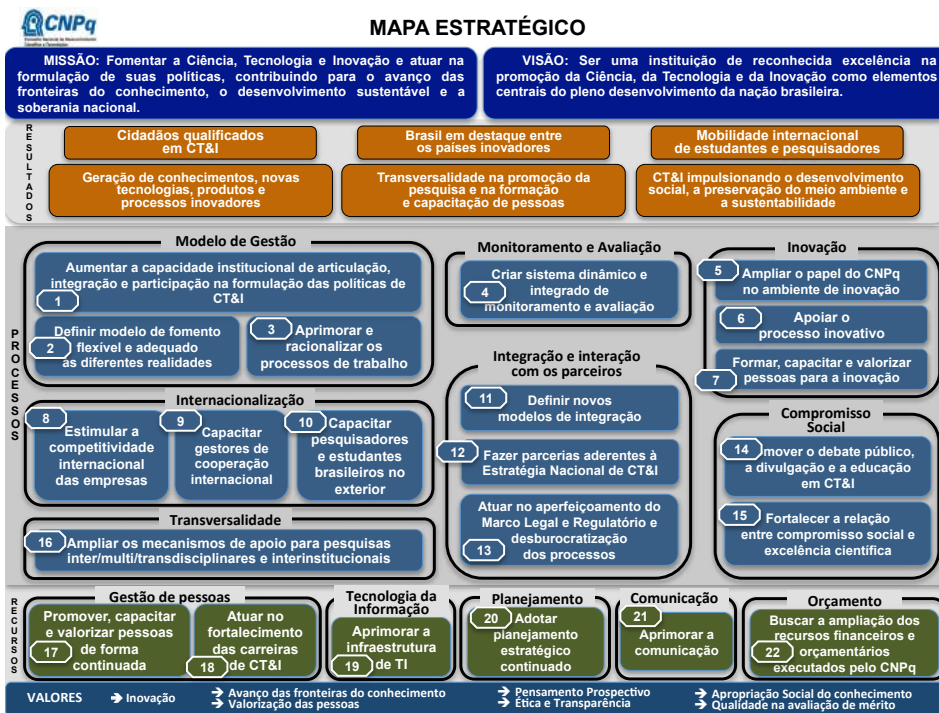 CNPq
MAPA ESTRATÉGICO
MISSÃO: Fomentar a Ciência, Tecnologia e Inovação e atuar na
formulação de suas políticas, contribuindo para o avanço das
fronteiras do conhecimento, o desenvolvimento sustentável e a
soberania nacional.
VISÃO: Ser uma instituição de reconhecida excelência na
promoção da Ciência, da Tecnologia e da Inovação como elementos
centrais do pleno desenvolvimento da nação brasileira.
RESULTADOS
Cidadãos qualificados
em CT&I
Brasil em destaque entre
os países inovadores
Mobilidade internacional
de estudantes e pesquisadores
Geração de conhecimentos, novas
tecnologias, produtos e
processos inovadores
Transversalidade na promoção da
pesquisa e na formação
e capacitação de pessoas
CT&I impulsionando o desenvolvimento
social, a preservação do meio ambiente e
a sustentabilidade
PROCESSOS
Modelo de Gestão
Aumentar a capacidade institucional de articulação,
integração e participação na formulação das políticas de
CT&I
1
Definir modelo de fomento
flexível e adequado
às diferentes realidades
2
3
Aprimorar e
racionalizar os
processos de trabalho
Monitoramento e Avaliação
Criar sistema dinâmico e
integrado de
monitoramento e avaliação
4
Inovação
5
Ampliar o papel do CNPq
no ambiente de inovação
6
Apoiar o
processo inovativo
Formar, capacitar e valorizar
pessoas para a inovação
7
Internacionalização
8
Estimular a
competitividade
internacional
das empresas
9
Capacitar
gestores de
cooperação
internacional
10
Capacitar
pesquisadores
e estudantes
brasileiros no
exterior
Integração e interação
com os parceiros
11
Definir novos
modelos de integração
12
Fazer parcerias aderentes à
Estratégia Nacional de CT&I
Atuar no aperfeiçoamento do
Marco Legal e Regulatório e
desburocratização
dos processos
13
Compromisso
Social
14
mover o debate público,
a divulgação e a educação
em CT&I
15
Fortalecer a relação
entre compromisso social e
excelência científica
Transversalidade
16
Ampliar os mecanismos de apoio para pesquisas
inter/multi/transdisciplinares e interinstitucionais
RECURSOS
Gestão de pessoas
Promover, capacitar
e valorizar pessoas
de forma
continuada
17
Atuar no
fortalecimento
das carreiras
de CT&I
18
Tecnologia da
Informação
Aprimorar a
infraestrutura
de TI
19
Planejamento
20
Adotar
planejamento
estratégico
continuado
Comunicação
21
Aprimorar a
comunicação
Orçamento
Buscar a ampliação dos
recursos financeiros e
orçamentários
executados pelo CNPq
22
VALORES
➔ Inovação
➔ Avanço das fronteiras do conhecimento
➔ Valorização das pessoas
➔ Pensamento Prospectivo
➔ Ética e Transparência
➔ Apropriação Social do conhecimento
➔ Qualidade na avaliação de mérito